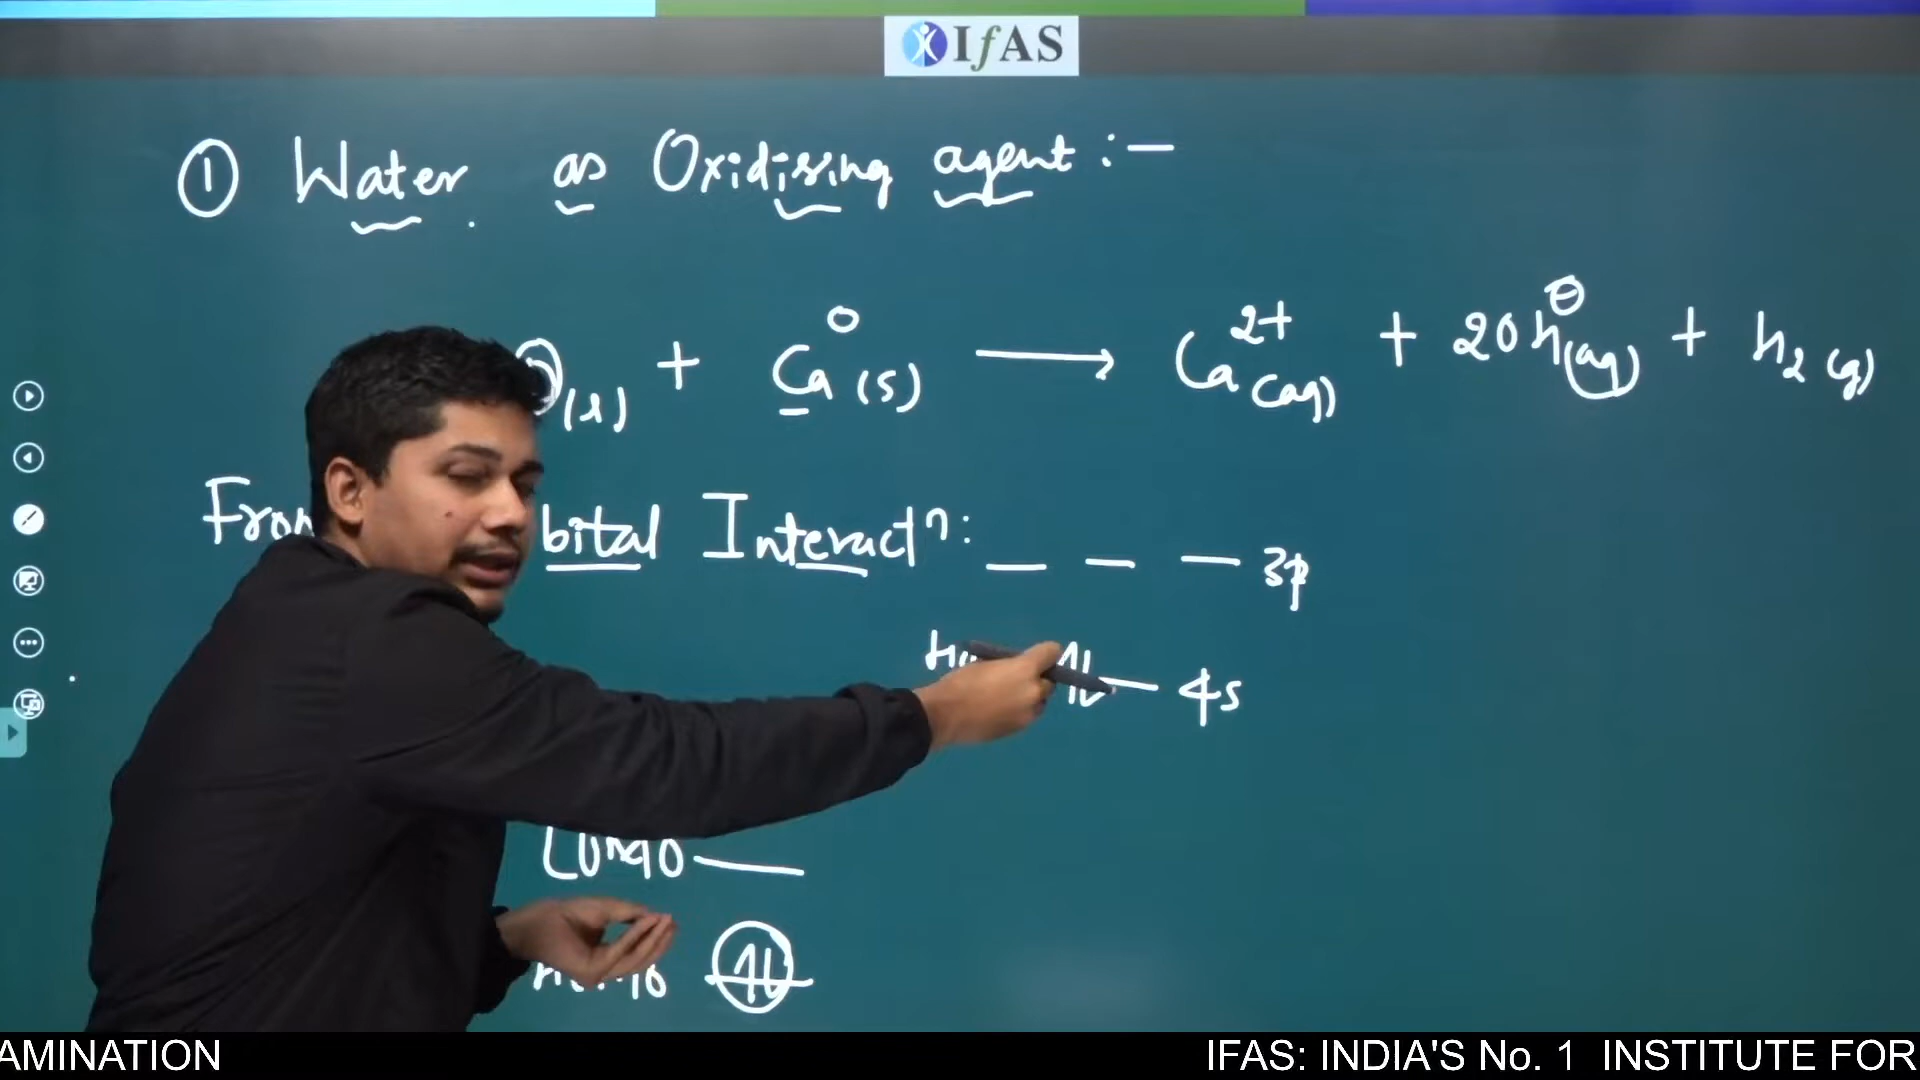 IfAS
① Water as Oxidising agent :-
(l) + Ca⁰(s) → Ca²⁺(aq) + 2OH⊖(aq) + H₂(g)
bital Interactⁿ:
_ _ _ 3p
⇅ 4s
LUMO —
⇅
AMINATION IFAS: INDIA'S No. 1 INSTITUTE FOR